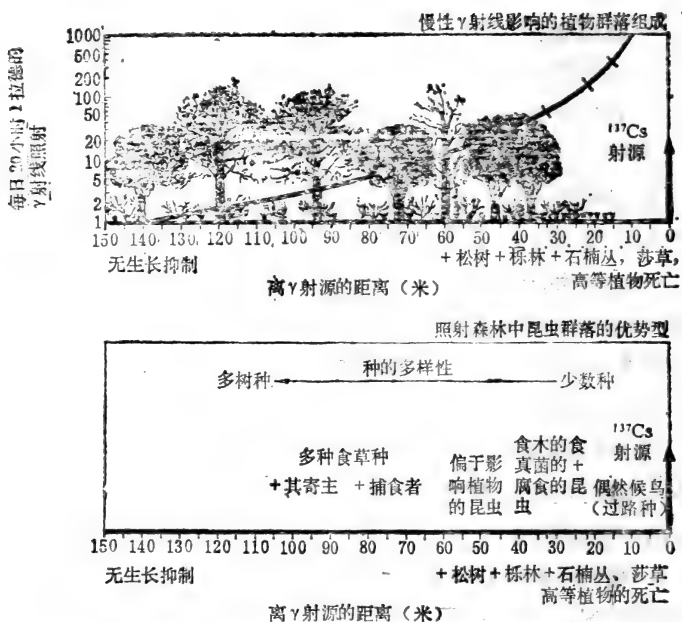 慢性γ射线影响的植物群落组成
每日20小时1拉德的
γ射线照射
1000
500
200
100
50
20
10
5
2
1
¹³⁷Cs
射源
150 140 130 120 110 100 90 80 70 60 50 40 30 20 10 0
无生长抑制
+松树+栎林+石楠丛,莎草,
高等植物死亡
离γ射源的距离(米)
照射森林中昆虫群落的优势型
多树种
种的多样性
少数种
¹³⁷Cs
射源
多种食草种
+其寄主 +捕食者
偏于影
响植物
的昆虫
食木的食
真菌的+
腐食的昆
虫
偶然候鸟
(过路种)
150 140 130 120 110 100 90 80 70 60 50 40 30 20 10 0
无生长抑制
+松树+栎林+石楠丛、莎草
高等植物的死亡
离γ射源的距离(米)